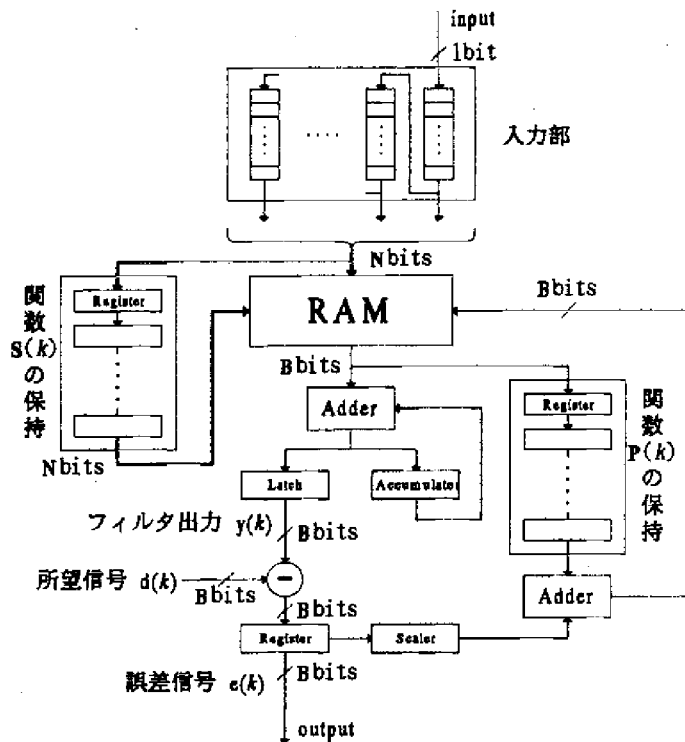 input
1bit
入力部
Nbits
関数S(k)の保持
Register
RAM
Bbits
Bbits
Adder
Register
関数P(k)の保持
Nbits
Latch
Accumulator
フィルタ出力 y(k)
Bbits
所望信号 d(k)
Bbits
−
Bbits
Adder
Register
Scaler
誤差信号 e(k)
Bbits
output